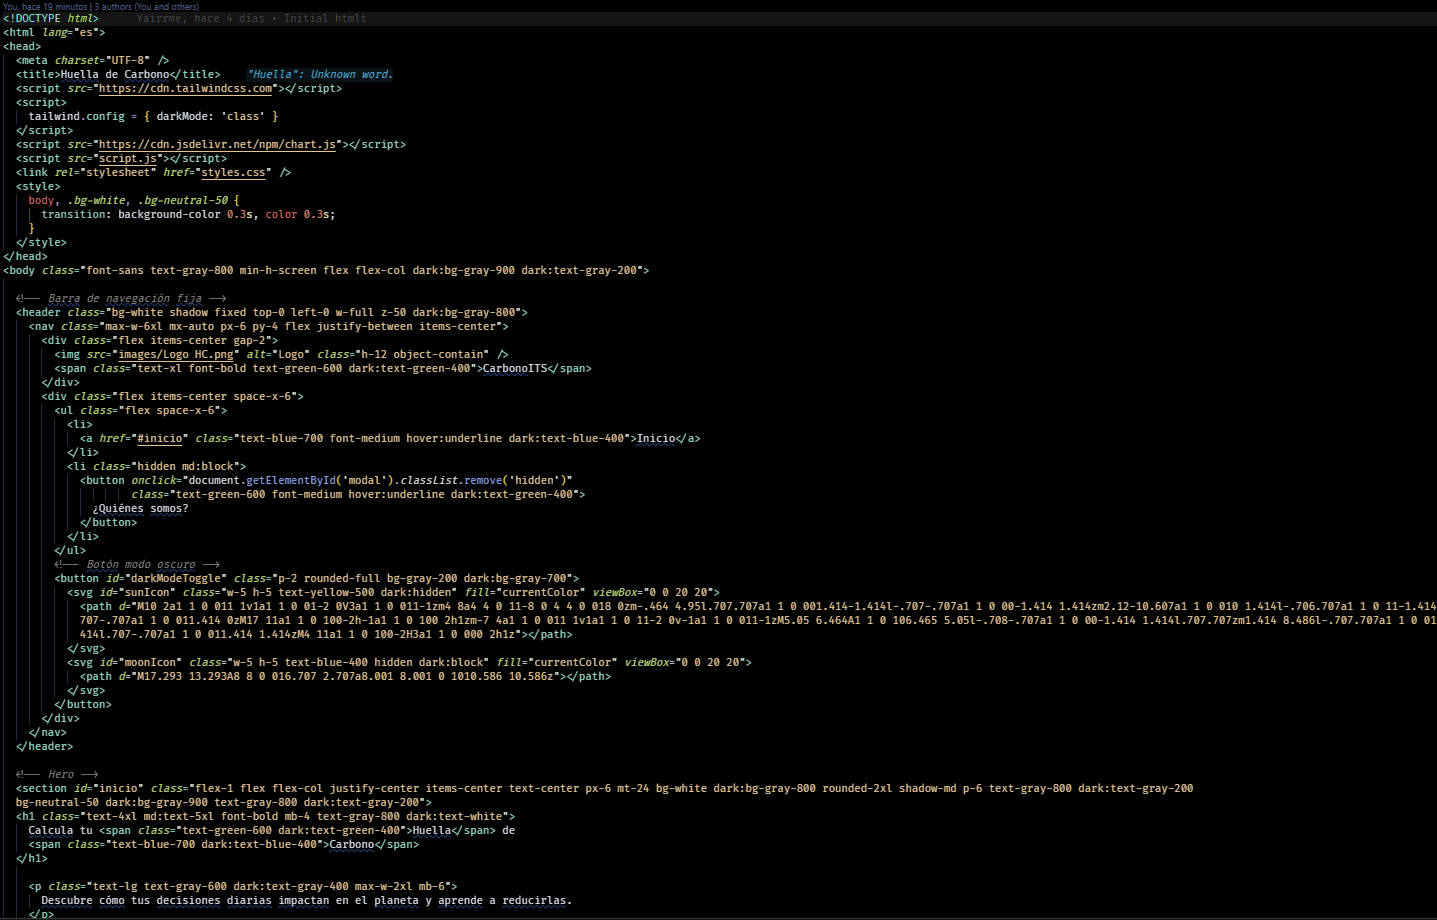 You, hace 19 minutos | 3 authors (You and others)
<!DOCTYPE html> Yairrme, hace 4 días • Initial htmlt
<html lang="es">
<head>
<meta charset="UTF-8" />
<title>Huella de Carbono</title> "Huella": Unknown word.
<script src="https://cdn.tailwindcss.com"></script>
<script>
tailwind.config = { darkMode: 'class' }
</script>
<script src="https://cdn.jsdelivr.net/npm/chart.js"></script>
<script src="script.js"></script>
<link rel="stylesheet" href="styles.css" />
<style>
body, .bg-white, .bg-neutral-50 {
transition: background-color 0.3s, color 0.3s;
}
</style>
</head>
<body class="font-sans text-gray-800 min-h-screen flex flex-col dark:bg-gray-900 dark:text-gray-200">
<!-- Barra de navegación fija -->
<header class="bg-white shadow fixed top-0 left-0 w-full z-50 dark:bg-gray-800">
<nav class="max-w-6xl mx-auto px-6 py-4 flex justify-between items-center">
<div class="flex items-center gap-2">
<img src="images/Logo HC.png" alt="Logo" class="h-12 object-contain" />
<span class="text-xl font-bold text-green-600 dark:text-green-400">CarbonoITS</span>
</div>
<div class="flex items-center space-x-6">
<ul class="flex space-x-6">
<li>
<a href="#inicio" class="text-blue-700 font-medium hover:underline dark:text-blue-400">Inicio</a>
</li>
<li class="hidden md:block">
<button onclick="document.getElementById('modal').classList.remove('hidden')"
class="text-green-600 font-medium hover:underline dark:text-green-400">
¿Quiénes somos?
</button>
</li>
</ul>
<!-- Botón modo oscuro -->
<button id="darkModeToggle" class="p-2 rounded-full bg-gray-200 dark:bg-gray-700">
<svg id="sunIcon" class="w-5 h-5 text-yellow-500 dark:hidden" fill="currentColor" viewBox="0 0 20 20">
<path d="M10 2a1 1 0 011 1v1a1 1 0 01-2 0V3a1 1 0 011-1zm4 8a4 4 0 11-8 0 4 4 0 018 0zm-.464 4.95l.707.707a1 1 0 001.414-1.414l-.707-.707a1 1 0 00-1.414 1.414zm2.12-10.607a1 1 0 010 1.414l-.706.707a1 1 0 11-1.414
707-.707a1 1 0 011.414 0zM17 11a1 1 0 100-2h-1a1 1 0 100 2h1zm-7 4a1 1 0 011 1v1a1 1 0 11-2 0v-1a1 1 0 011-1zM5.05 6.464A1 1 0 106.465 5.05l-.708-.707a1 1 0 00-1.414 1.414l.707.707zm1.414 8.486l-.707.707a1 1 0 01
414l.707-.707a1 1 0 011.414 1.414zM4 11a1 1 0 100-2H3a1 1 0 000 2h1z"></path>
</svg>
<svg id="moonIcon" class="w-5 h-5 text-blue-400 hidden dark:block" fill="currentColor" viewBox="0 0 20 20">
<path d="M17.293 13.293A8 8 0 016.707 2.707a8.001 8.001 0 1010.586 10.586z"></path>
</svg>
</button>
</div>
</nav>
</header>
<!-- Hero -->
<section id="inicio" class="flex-1 flex flex-col justify-center items-center text-center px-6 mt-24 bg-white dark:bg-gray-800 rounded-2xl shadow-md p-6 text-gray-800 dark:text-gray-200
bg-neutral-50 dark:bg-gray-900 text-gray-800 dark:text-gray-200">
<h1 class="text-4xl md:text-5xl font-bold mb-4 text-gray-800 dark:text-white">
Calcula tu <span class="text-green-600 dark:text-green-400">Huella</span> de
<span class="text-blue-700 dark:text-blue-400">Carbono</span>
</h1>
<p class="text-lg text-gray-600 dark:text-gray-400 max-w-2xl mb-6">
Descubre cómo tus decisiones diarias impactan en el planeta y aprende a reducirlas.
</p>